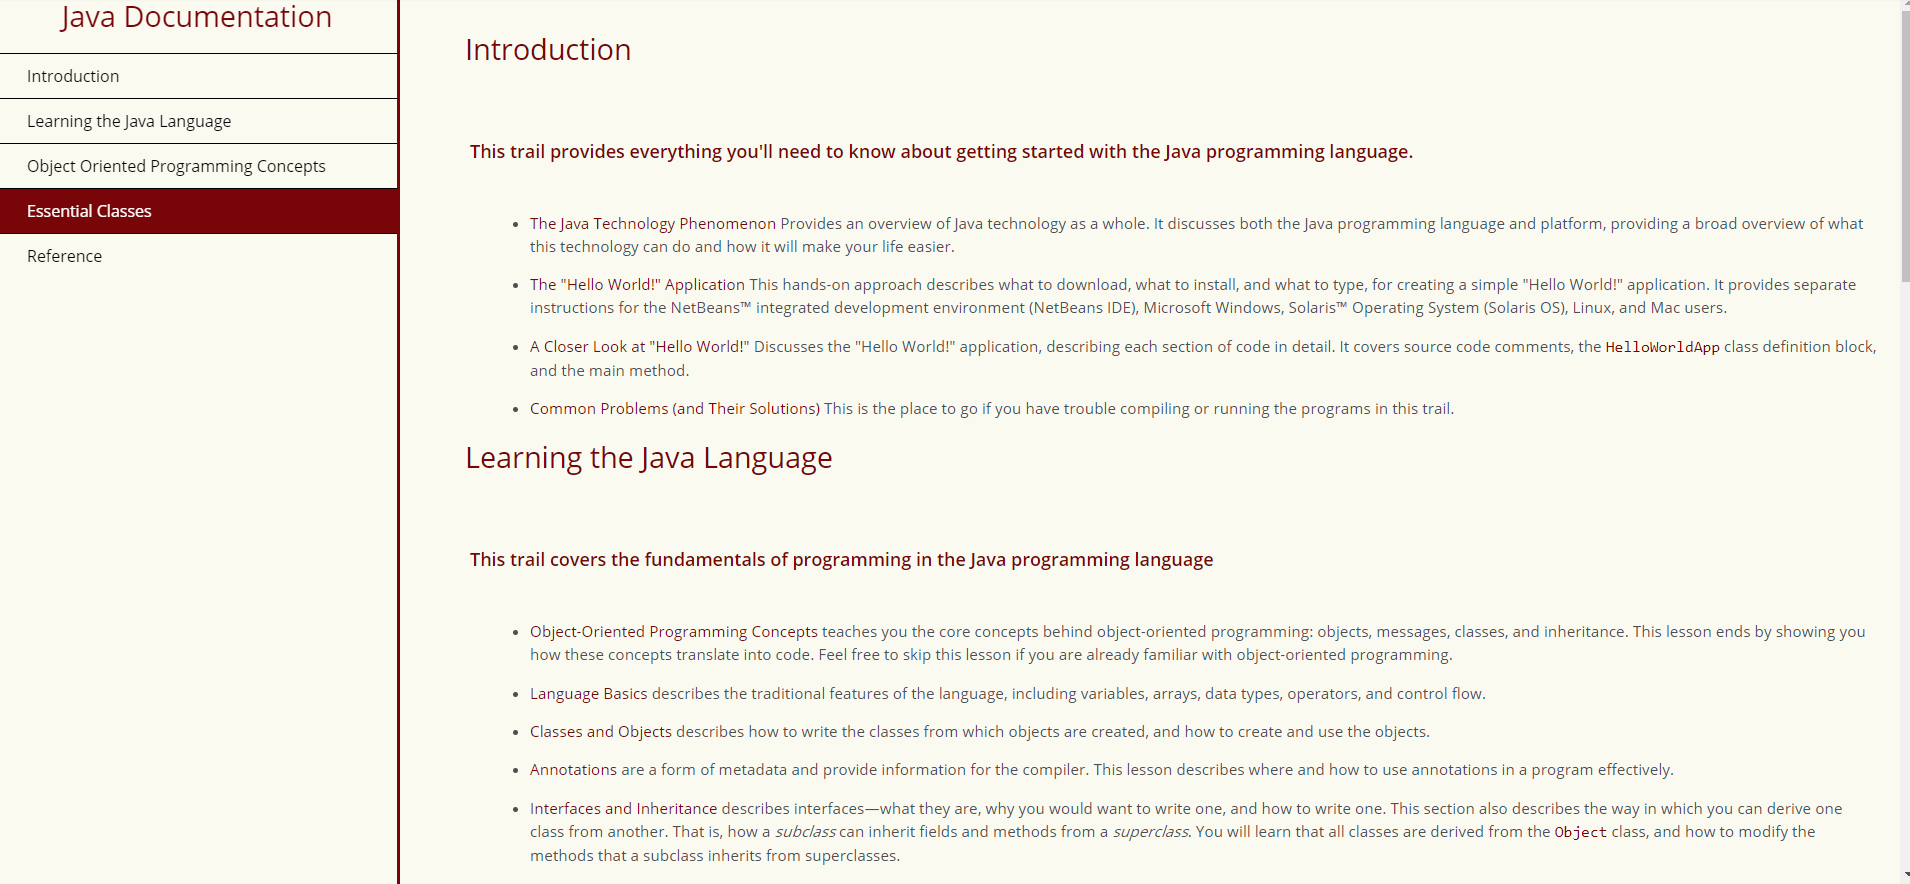 Java Documentation
Introduction
Learning the Java Language
Object Oriented Programming Concepts
Essential Classes
Reference
Introduction
This trail provides everything you'll need to know about getting started with the Java programming language.
The Java Technology Phenomenon Provides an overview of Java technology as a whole. It discusses both the Java programming language and platform, providing a broad overview of what
this technology can do and how it will make your life easier.
The "Hello World!" Application This hands-on approach describes what to download, what to install, and what to type, for creating a simple "Hello World!" application. It provides separate
instructions for the NetBeans™ integrated development environment (NetBeans IDE), Microsoft Windows, Solaris™ Operating System (Solaris OS), Linux, and Mac users.
A Closer Look at "Hello World!" Discusses the "Hello World!" application, describing each section of code in detail. It covers source code comments, the HelloWorldApp class definition block,
and the main method.
Common Problems (and Their Solutions) This is the place to go if you have trouble compiling or running the programs in this trail.
Learning the Java Language
This trail covers the fundamentals of programming in the Java programming language
Object-Oriented Programming Concepts teaches you the core concepts behind object-oriented programming: objects, messages, classes, and inheritance. This lesson ends by showing you
how these concepts translate into code. Feel free to skip this lesson if you are already familiar with object-oriented programming.
Language Basics describes the traditional features of the language, including variables, arrays, data types, operators, and control flow.
Classes and Objects describes how to write the classes from which objects are created, and how to create and use the objects.
Annotations are a form of metadata and provide information for the compiler. This lesson describes where and how to use annotations in a program effectively.
Interfaces and Inheritance describes interfaces—what they are, why you would want to write one, and how to write one. This section also describes the way in which you can derive one
class from another. That is, how a subclass can inherit fields and methods from a superclass. You will learn that all classes are derived from the Object class, and how to modify the
methods that a subclass inherits from superclasses.